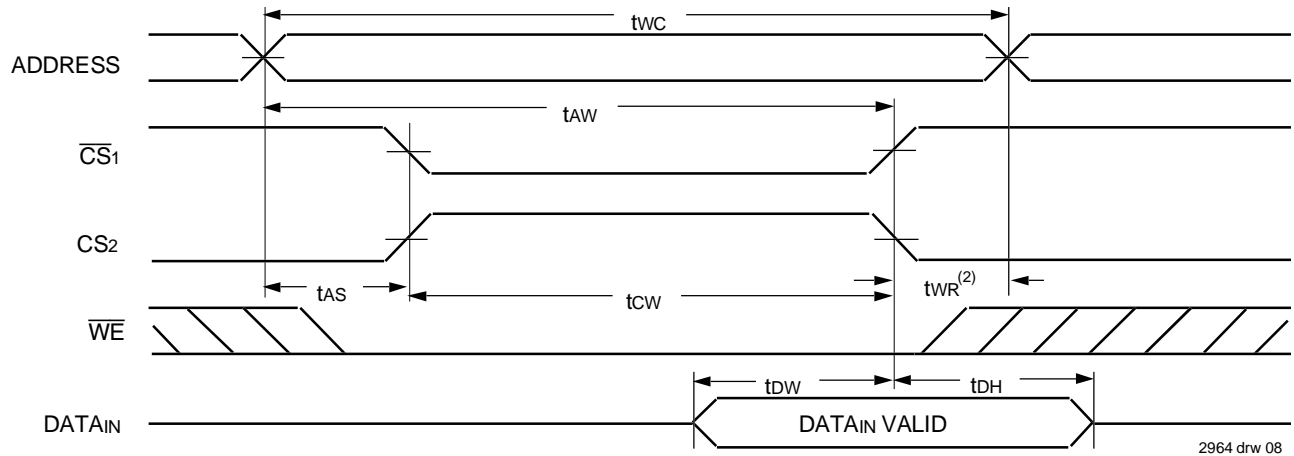 tWC
ADDRESS
tAW
CS1
CS2
tAS
tCW
tWR(2)
WE
tDW
tDH
DATAIN
DATAIN VALID
2964 drw 08